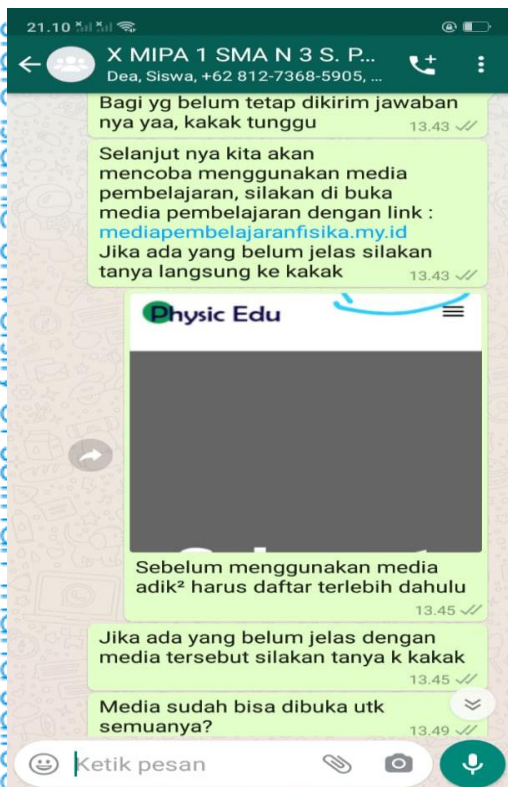 21.10
X MIPA 1 SMA N 3 S. P...
Dea, Siswa, +62 812-7368-5905, ...
Bagi yg belum tetap dikirim jawaban
nya yaa, kakak tunggu
13.43
Selanjut nya kita akan
mencoba menggunakan media
pembelajaran, silakan di buka
media pembelajaran dengan link :
mediapembelajaranfisika.my.id
Jika ada yang belum jelas silakan
tanya langsung ke kakak
13.43
Physic Edu
Sebelum menggunakan media
adik² harus daftar terlebih dahulu
13.45
Jika ada yang belum jelas dengan
media tersebut silakan tanya k kakak
13.45
Media sudah bisa dibuka utk
semuanya?
13.49
Ketik pesan